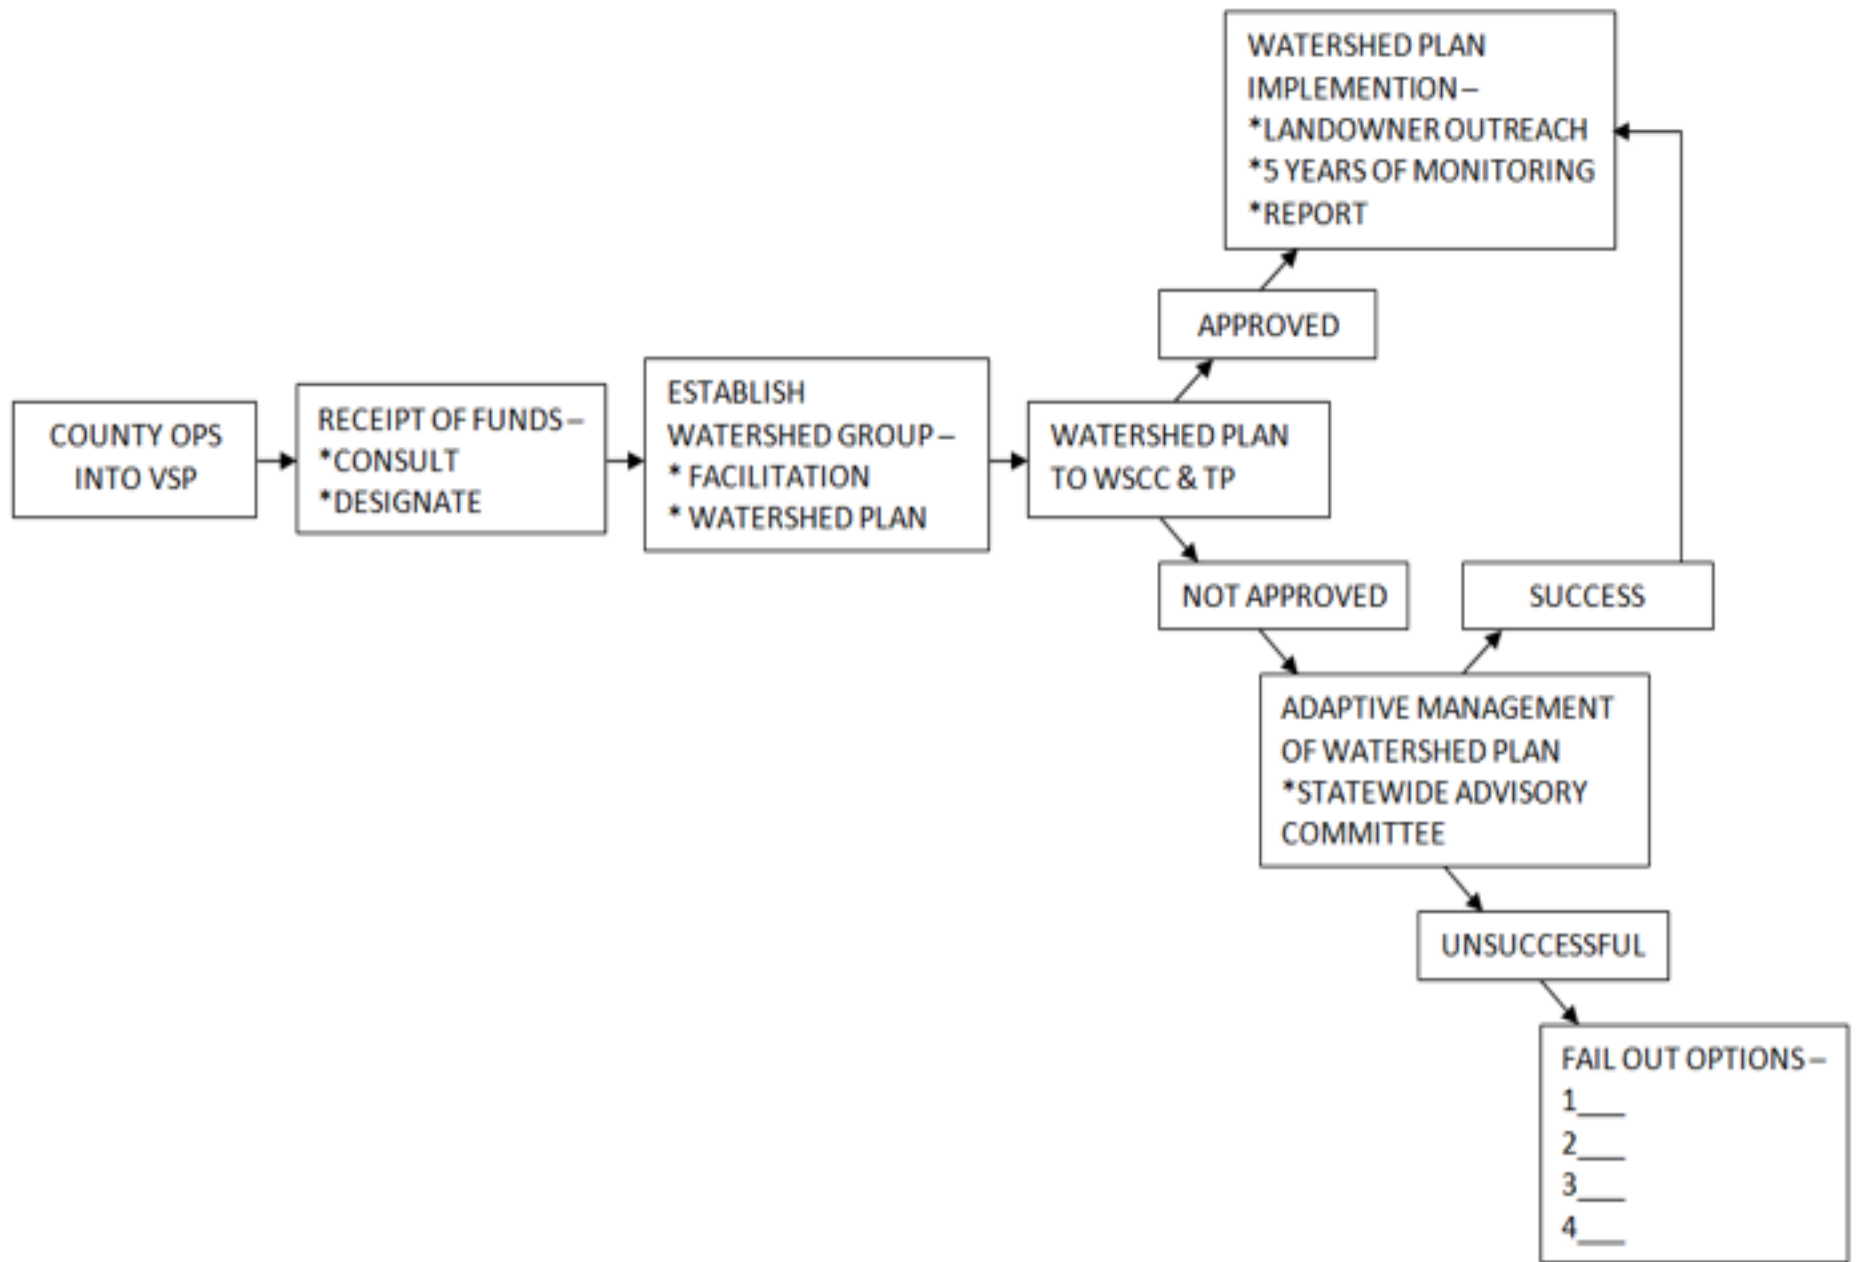 COUNTY OPS
INTO VSP
RECEIPT OF FUNDS –
*CONSULT
*DESIGNATE
ESTABLISH
WATERSHED GROUP –
* FACILITATION
* WATERSHED PLAN
WATERSHED PLAN
TO WSCC & TP
APPROVED
WATERSHED PLAN
IMPLEMENTION –
*LANDOWNER OUTREACH
*5 YEARS OF MONITORING
*REPORT
NOT APPROVED
ADAPTIVE MANAGEMENT
OF WATERSHED PLAN
*STATEWIDE ADVISORY
COMMITTEE
SUCCESS
UNSUCCESSFUL
FAIL OUT OPTIONS –
1___
2___
3___
4___